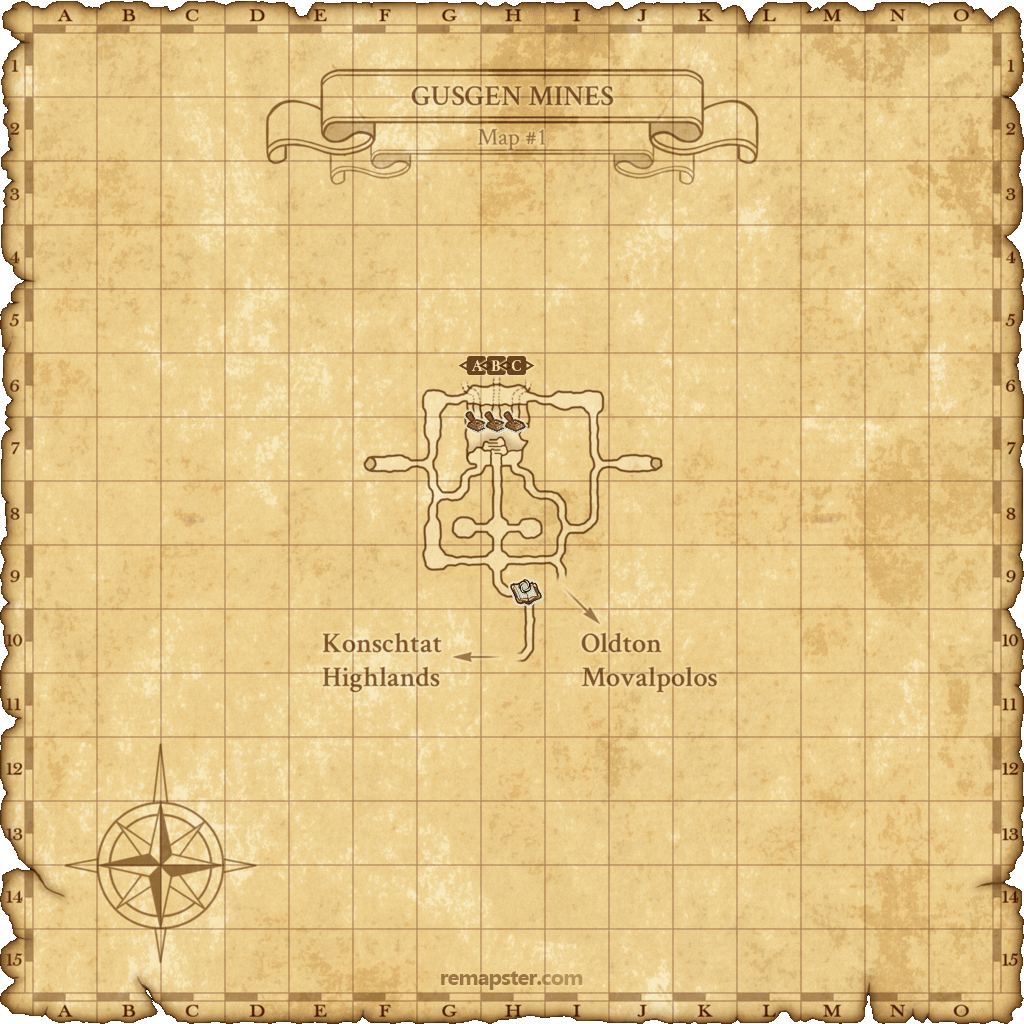 A B C D E F G H I J K L M N O
GUSGEN MINES
Map #1
1 1
2 2
3 3
4 4
5 5
A B C
6 6
7 7
8 8
9 9
Konschtat
Highlands
Oldton
Movalpolos
10 10
11 11
12 12
13 13
14 14
15 15
remapster.com
A B C D E F G H I J K L M N O